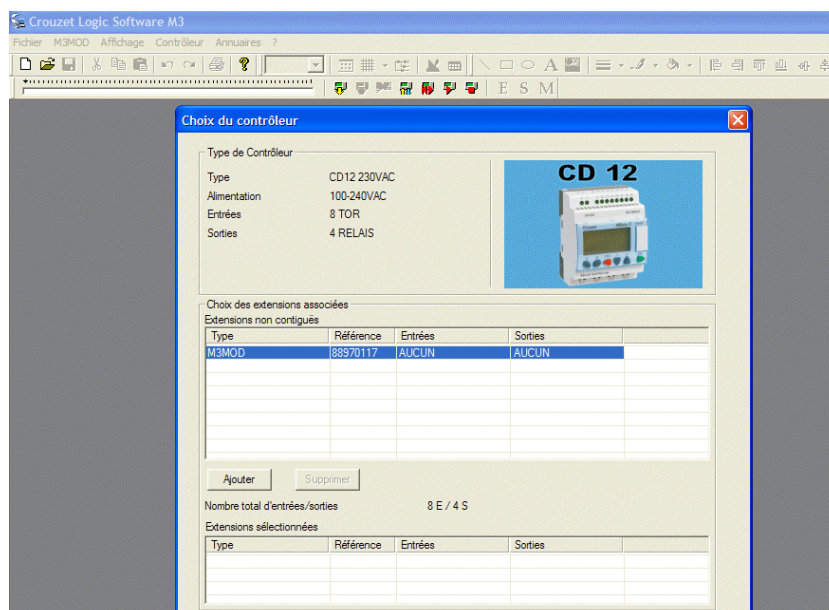 Crouzet Logic Software M3
Fichier M3MOD Affichage Contrôleur Annuaires ?
E S M
Choix du contrôleur
Type de Contrôleur
Type CD12 230VAC
Alimentation 100-240VAC
Entrées 8 TOR
Sorties 4 RELAIS
CD 12
Choix des extensions associées
Extensions non contiguës
Type Référence Entrées Sorties
M3MOD 88970117 AUCUN AUCUN
Ajouter Supprimer
Nombre total d'entrées/sorties 8 E / 4 S
Extensions sélectionnées
Type Référence Entrées Sorties